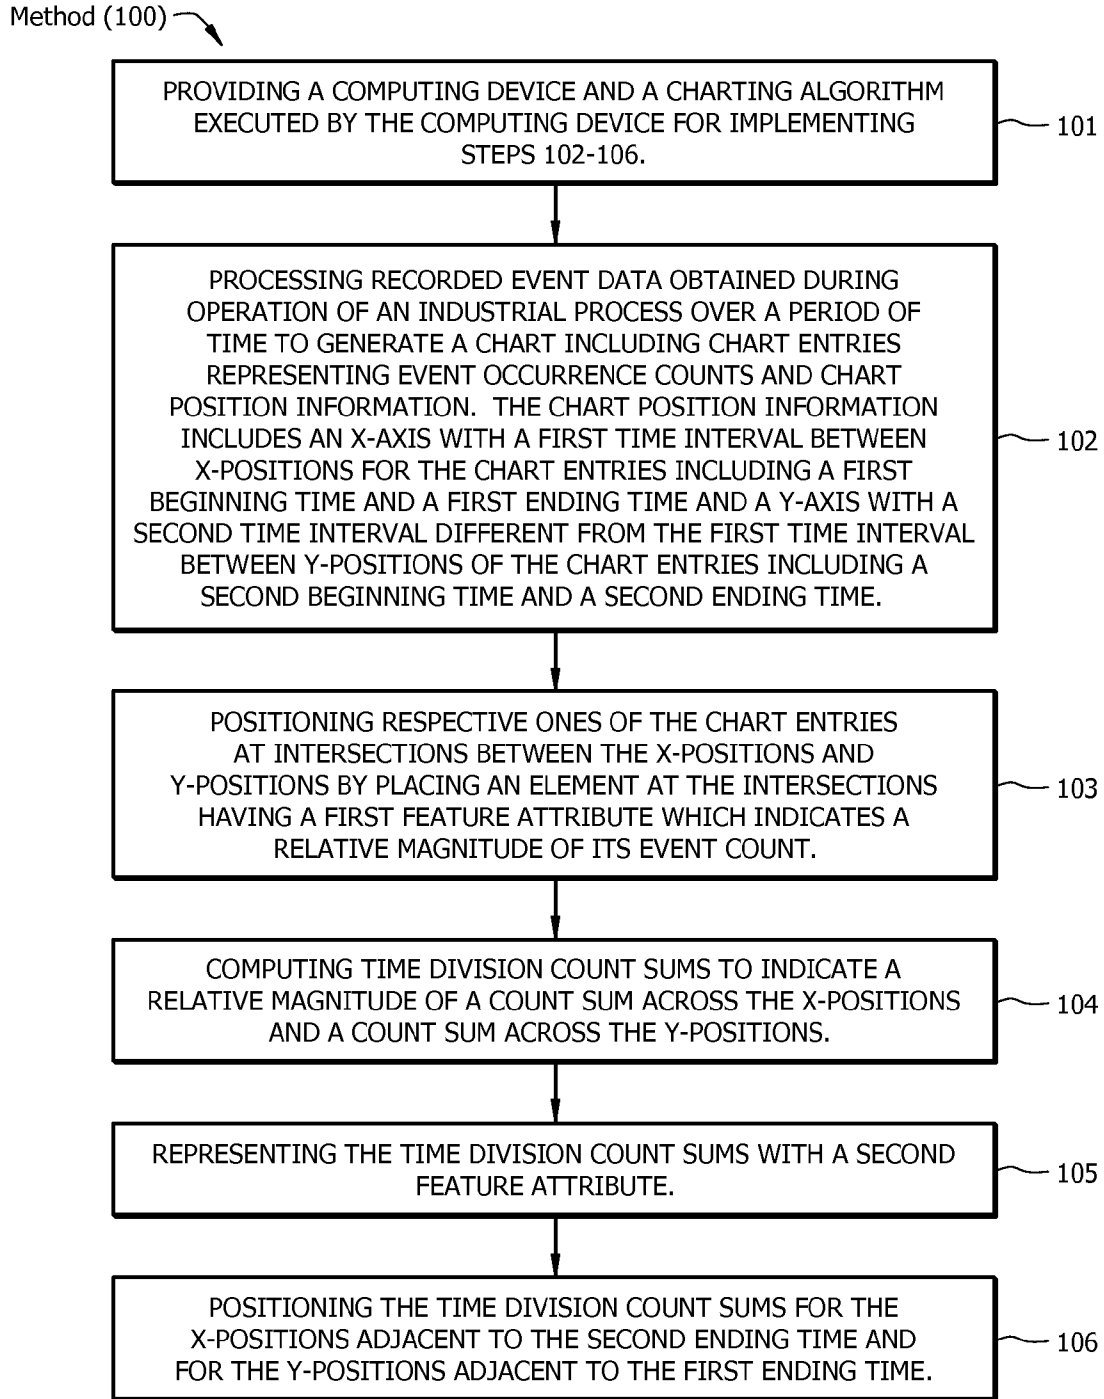 Method (100)
PROVIDING A COMPUTING DEVICE AND A CHARTING ALGORITHM
EXECUTED BY THE COMPUTING DEVICE FOR IMPLEMENTING
STEPS 102-106.
101
PROCESSING RECORDED EVENT DATA OBTAINED DURING
OPERATION OF AN INDUSTRIAL PROCESS OVER A PERIOD OF
TIME TO GENERATE A CHART INCLUDING CHART ENTRIES
REPRESENTING EVENT OCCURRENCE COUNTS AND CHART
POSITION INFORMATION. THE CHART POSITION INFORMATION
INCLUDES AN X-AXIS WITH A FIRST TIME INTERVAL BETWEEN
X-POSITIONS FOR THE CHART ENTRIES INCLUDING A FIRST
BEGINNING TIME AND A FIRST ENDING TIME AND A Y-AXIS WITH A
SECOND TIME INTERVAL DIFFERENT FROM THE FIRST TIME INTERVAL
BETWEEN Y-POSITIONS OF THE CHART ENTRIES INCLUDING A
SECOND BEGINNING TIME AND A SECOND ENDING TIME.
102
POSITIONING RESPECTIVE ONES OF THE CHART ENTRIES
AT INTERSECTIONS BETWEEN THE X-POSITIONS AND
Y-POSITIONS BY PLACING AN ELEMENT AT THE INTERSECTIONS
HAVING A FIRST FEATURE ATTRIBUTE WHICH INDICATES A
RELATIVE MAGNITUDE OF ITS EVENT COUNT.
103
COMPUTING TIME DIVISION COUNT SUMS TO INDICATE A
RELATIVE MAGNITUDE OF A COUNT SUM ACROSS THE X-POSITIONS
AND A COUNT SUM ACROSS THE Y-POSITIONS.
104
REPRESENTING THE TIME DIVISION COUNT SUMS WITH A SECOND
FEATURE ATTRIBUTE.
105
POSITIONING THE TIME DIVISION COUNT SUMS FOR THE
X-POSITIONS ADJACENT TO THE SECOND ENDING TIME AND
FOR THE Y-POSITIONS ADJACENT TO THE FIRST ENDING TIME.
106